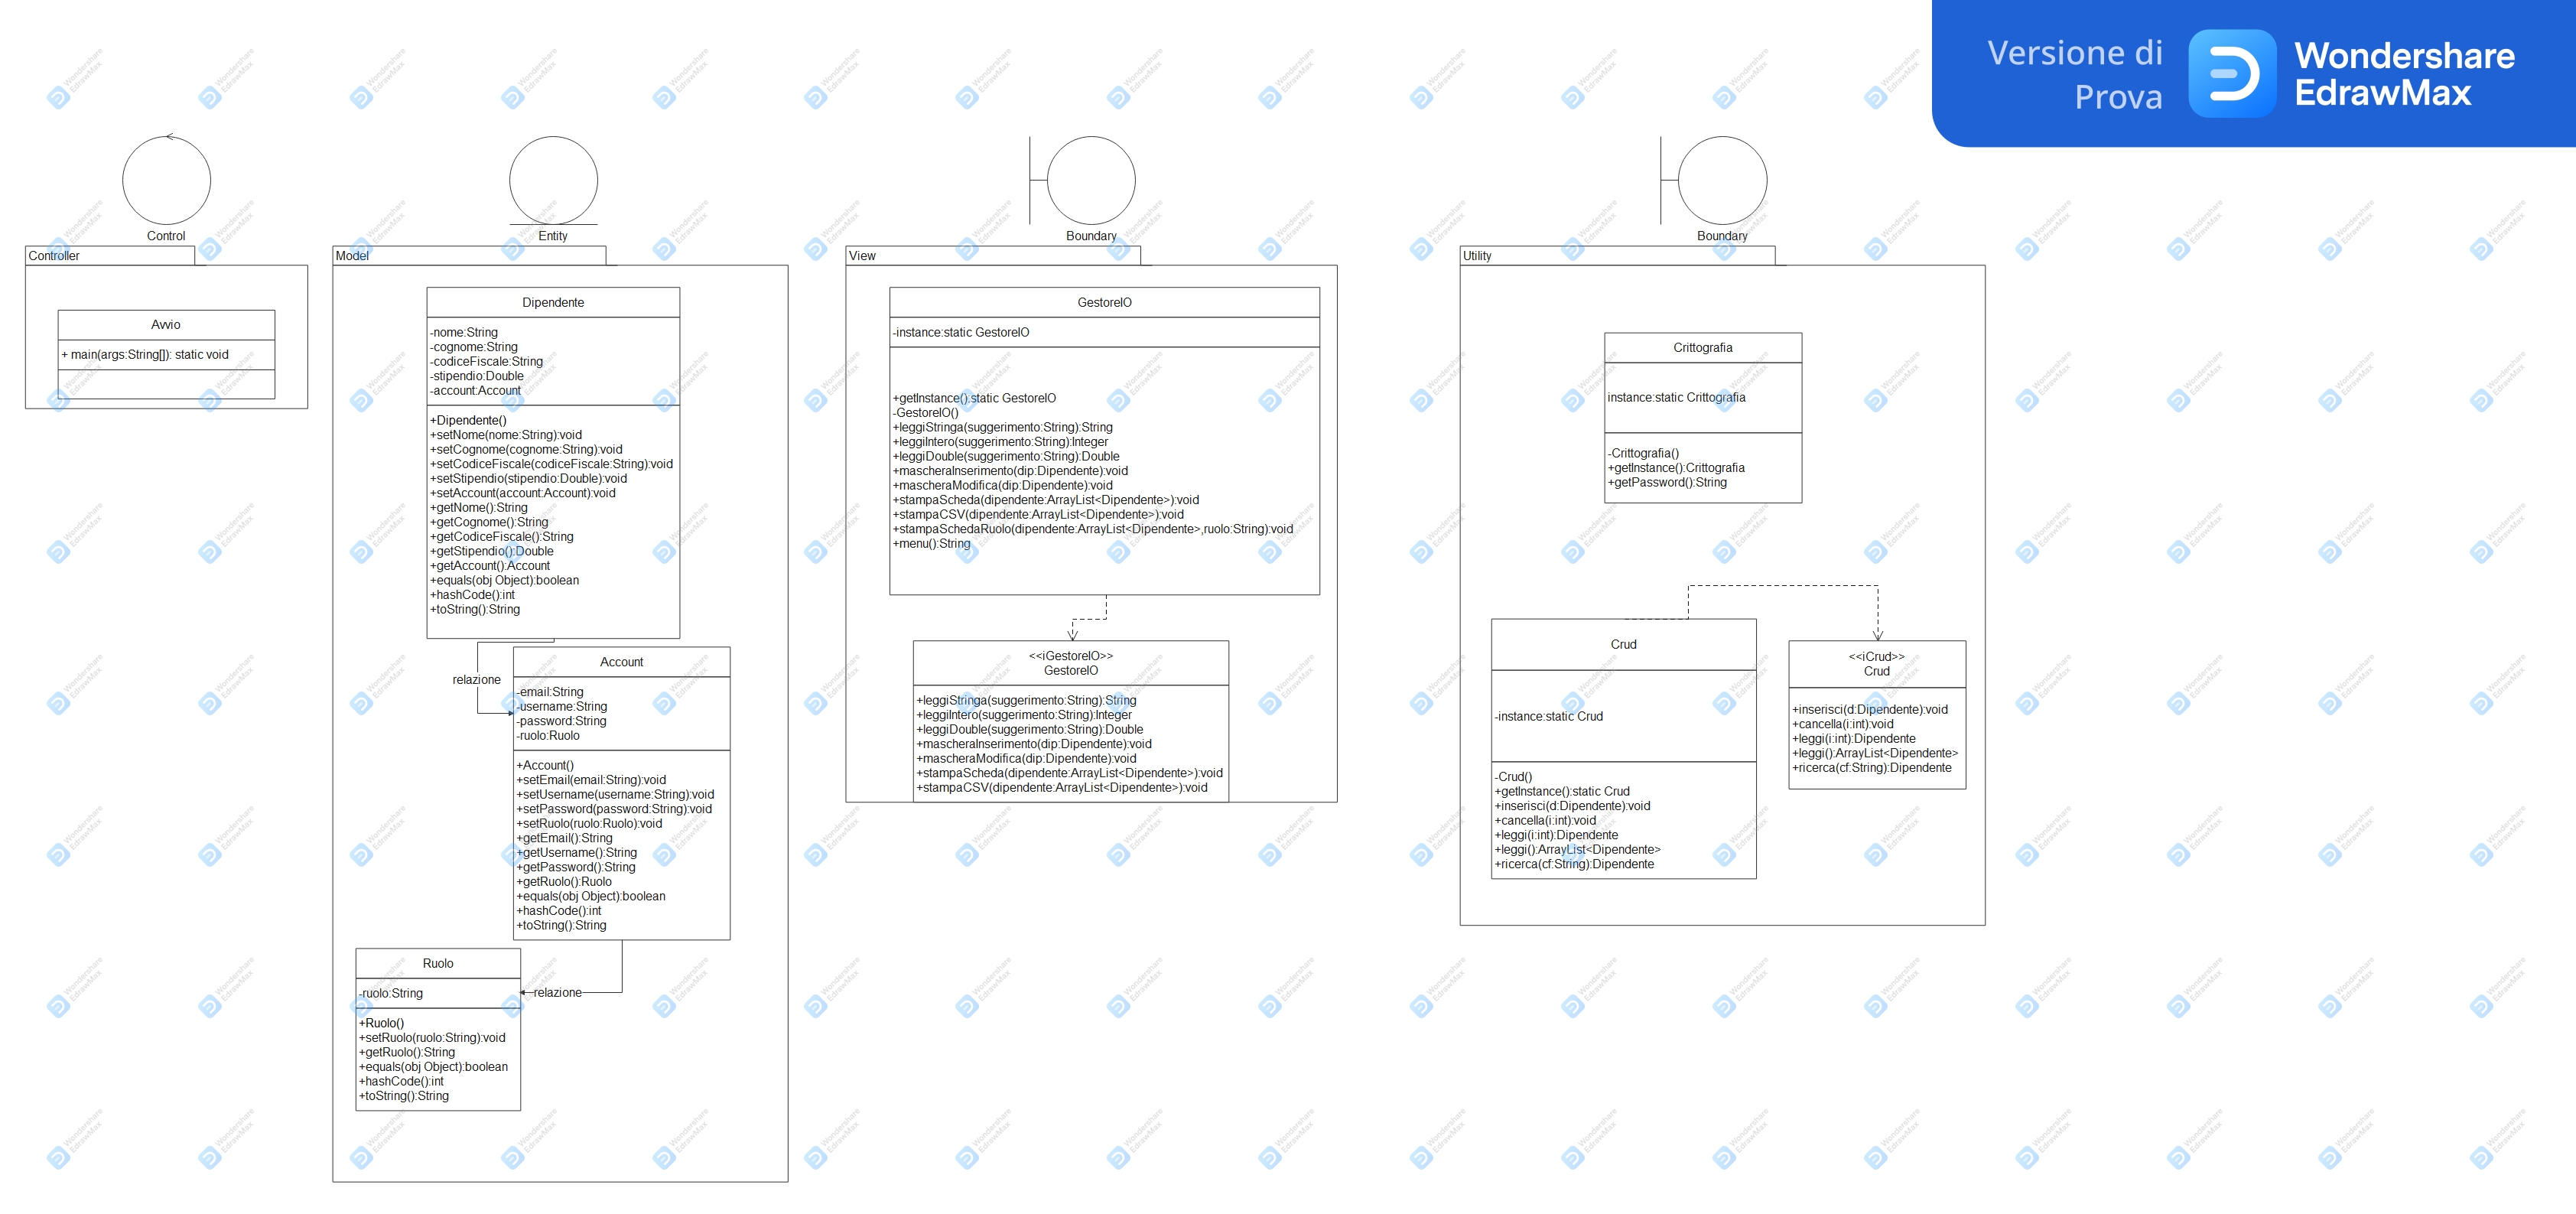 Versione di
Prova
Wondershare
EdrawMax
Control
Controller
Avvio
+ main(args:String[]): static void
Entity
Model
Dipendente
-nome:String
-cognome:String
-codiceFiscale:String
-stipendio:Double
-account:Account
+Dipendente()
+setNome(nome:String):void
+setCognome(cognome:String):void
+setCodiceFiscale(codiceFiscale:String):void
+setStipendio(stipendio:Double):void
+setAccount(account:Account):void
+getNome():String
+getCognome():String
+getCodiceFiscale():String
+getStipendio():Double
+getAccount():Account
+equals(obj Object):boolean
+hashCode():int
+toString():String
relazione
Account
-email:String
-username:String
-password:String
-ruolo:Ruolo
+Account()
+setEmail(email:String):void
+setUsername(username:String):void
+setPassword(password:String):void
+setRuolo(ruolo:Ruolo):void
+getEmail():String
+getUsername():String
+getPassword():String
+getRuolo():Ruolo
+equals(obj Object):boolean
+hashCode():int
+toString():String
relazione
Ruolo
-ruolo:String
+Ruolo()
+setRuolo(ruolo:String):void
+getRuolo():String
+equals(obj Object):boolean
+hashCode():int
+toString():String
Boundary
View
GestoreIO
-instance:static GestoreIO
+getInstance().static GestoreIO
-GestoreIO()
+leggiStringa(suggerimento:String):String
+leggiIntero(suggerimento:String):Integer
+leggiDouble(suggerimento:String):Double
+mascheraInserimento(dip:Dipendente):void
+mascheraModifica(dip:Dipendente):void
+stampaScheda(dipendente:ArrayList<Dipendente>):void
+stampaCSV(dipendente:ArrayList<Dipendente>):void
+stampaSchedaRuolo(dipendente:ArrayList<Dipendente>,ruolo:String):void
+menu():String
<<iGestoreIO>>
GestoreIO
+leggiStringa(suggerimento:String):String
+leggiIntero(suggerimento:String):Integer
+leggiDouble(suggerimento:String):Double
+mascheraInserimento(dip:Dipendente):void
+mascheraModifica(dip:Dipendente):void
+stampaScheda(dipendente:ArrayList<Dipendente>):void
+stampaCSV(dipendente:ArrayList<Dipendente>):void
Boundary
Utility
Crittografia
instance:static Crittografia
-Crittografia()
+getInstance():Crittografia
+getPassword():String
Crud
-instance:static Crud
-Crud()
+getInstance():static Crud
+inserisci(d:Dipendente):void
+cancella(i:int):void
+leggi(i:int):Dipendente
+leggi():ArrayList<Dipendente>
+ricerca(cf:String):Dipendente
<<iCrud>>
Crud
+inserisci(d:Dipendente):void
+cancella(i:int):void
+leggi(i:int):Dipendente
+leggi():ArrayList<Dipendente>
+ricerca(cf:String):Dipendente